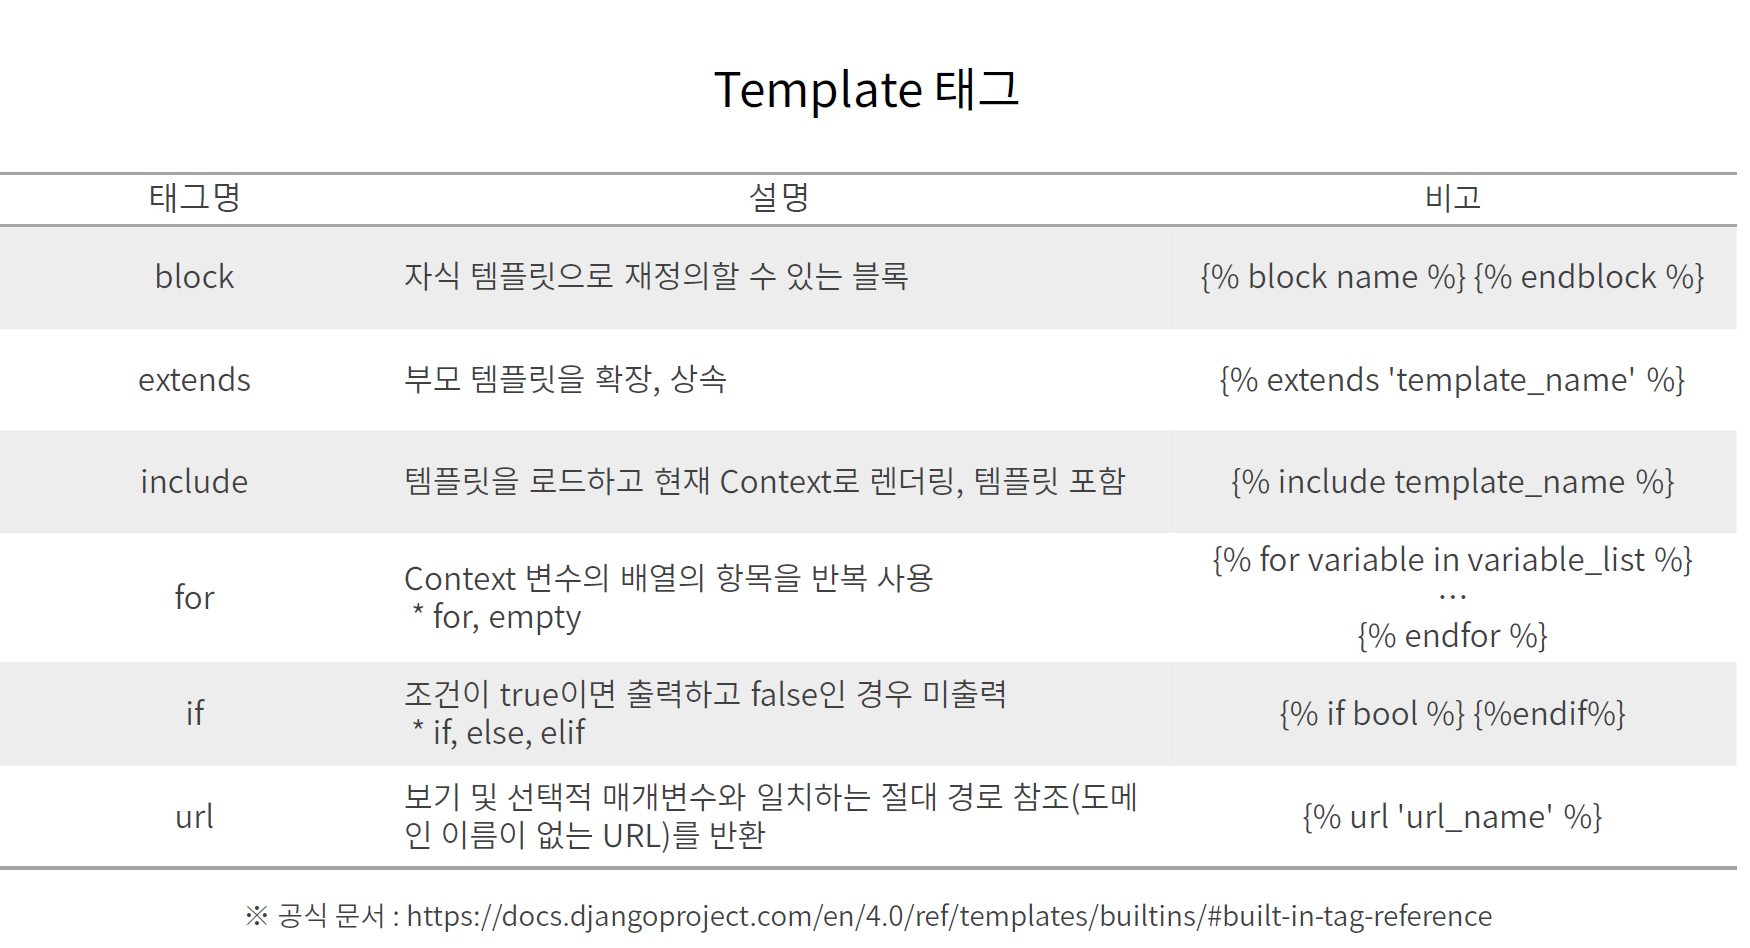 Template 태그
태그명 설명 비고
block 자식 템플릿으로 재정의할 수 있는 블록 {% block name %} {% endblock %}
extends 부모 템플릿을 확장, 상속 {% extends 'template_name' %}
include 템플릿을 로드하고 현재 Context로 렌더링, 템플릿 포함 {% include template_name %}
for
Context 변수의 배열의 항목을 반복 사용
* for, empty
{% for variable in variable_list %}
…
{% endfor %}
if
조건이 true이면 출력하고 false인 경우 미출력
* if, else, elif
{% if bool %} {%endif%}
url
보기 및 선택적 매개변수와 일치하는 절대 경로 참조(도메
인 이름이 없는 URL)를 반환
{% url 'url_name' %}
※ 공식 문서 : https://docs.djangoproject.com/en/4.0/ref/templates/builtins/#built-in-tag-reference